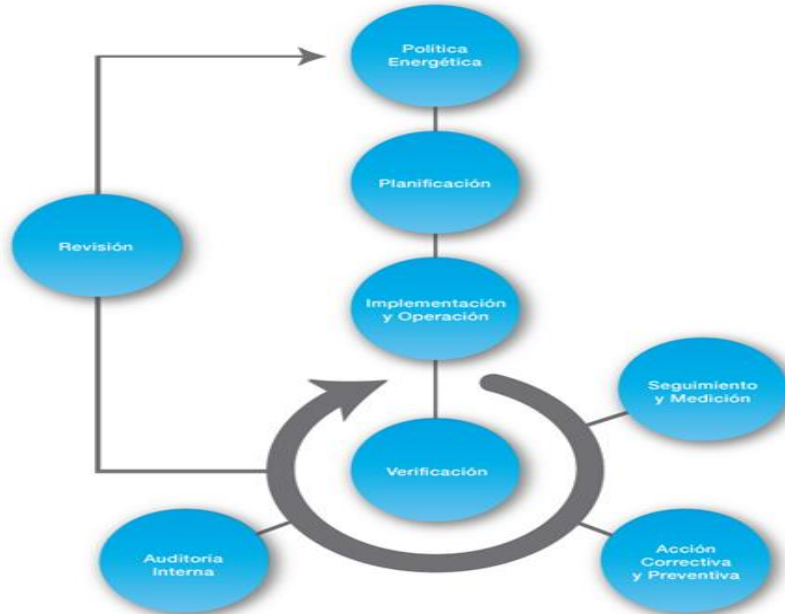 Política
Energética
Planificación
Revisión
Implementación
y Operación
Seguimiento
y Medición
Verificación
Auditoría
Interna
Acción
Correctiva
y Preventiva